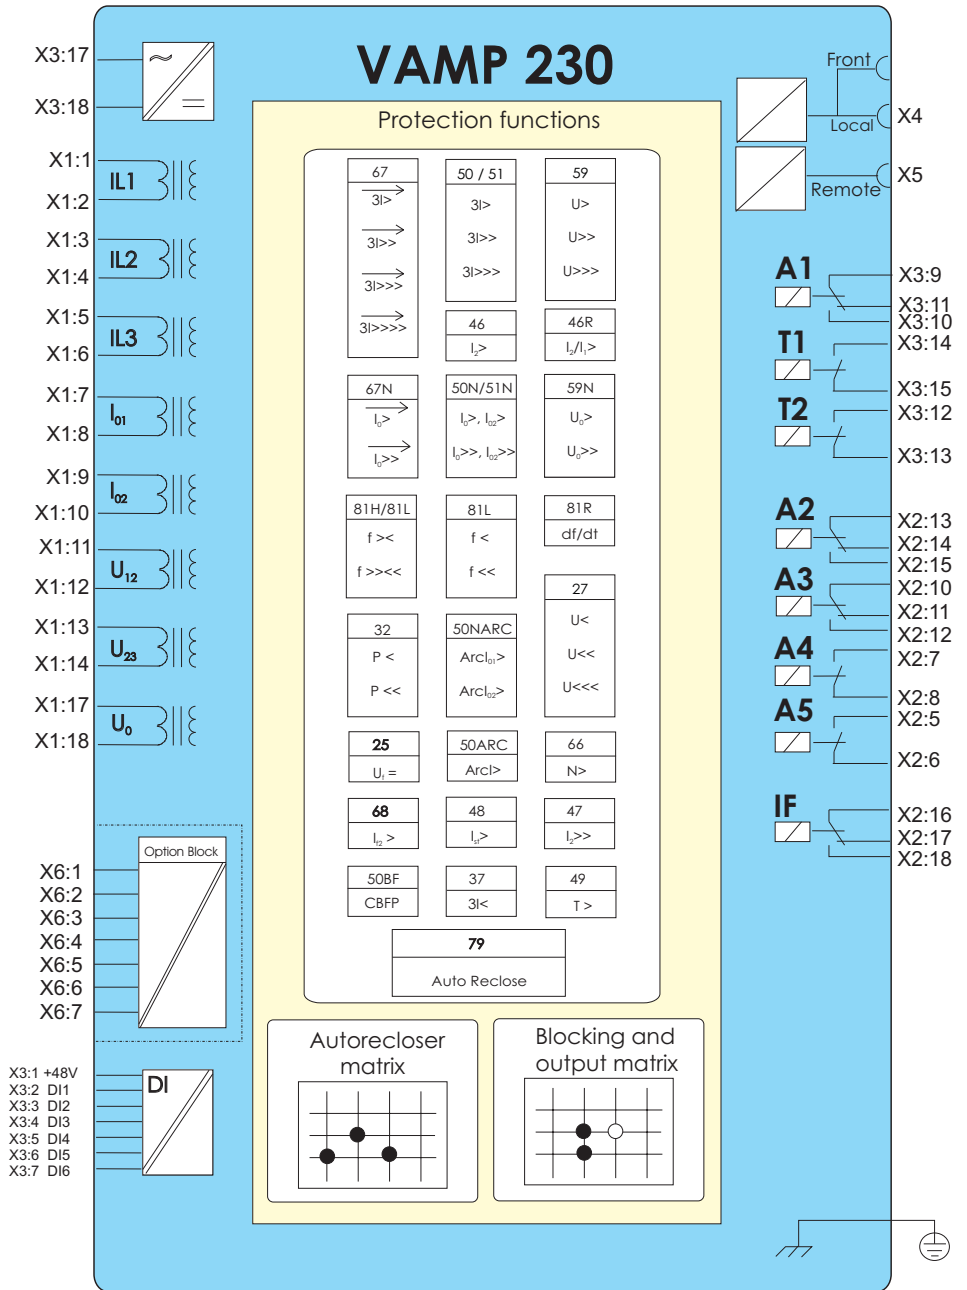 VAMP 230
Protection functions
X3:17
X3:18
X1:1
IL1
X1:2
X1:3
IL2
X1:4
X1:5
IL3
X1:6
X1:7
I01
X1:8
X1:9
I02
X1:10
X1:11
U12
X1:12
X1:13
U23
X1:14
X1:17
U0
X1:18
Option Block
X6:1
X6:2
X6:3
X6:4
X6:5
X6:6
X6:7
DI
X3:1 +48V
X3:2 DI1
X3:3 DI2
X3:4 DI3
X3:5 DI4
X3:6 DI5
X3:7 DI6
67
3I>
3I>>
3I>>>
3I>>>>
50 / 51
3I>
3I>>
3I>>>
59
U>
U>>
U>>>
46
I2>
46R
I2/I1>
67N
I0>
I0>>
50N/51N
I0>, I02>
I0>>, I02>>
59N
U0>
U0>>
81H/81L
f ><
f >><<
81L
f <
f <<
81R
df/dt
27
U<
U<<
U<<<
32
P <
P <<
50NARC
ArcI01>
ArcI02>
25
Uf =
50ARC
ArcI>
66
N>
68
If2 >
48
Ist>
47
I2>>
50BF
CBFP
37
3I<
49
T >
79
Auto Reclose
Autorecloser
matrix
Blocking and
output matrix
Front
Local
X4
Remote
X5
A1
X3:9
X3:11
X3:10
T1
X3:14
X3:15
T2
X3:12
X3:13
A2
X2:13
X2:14
X2:15
A3
X2:10
X2:11
X2:12
A4
X2:7
X2:8
A5
X2:5
X2:6
IF
X2:16
X2:17
X2:18